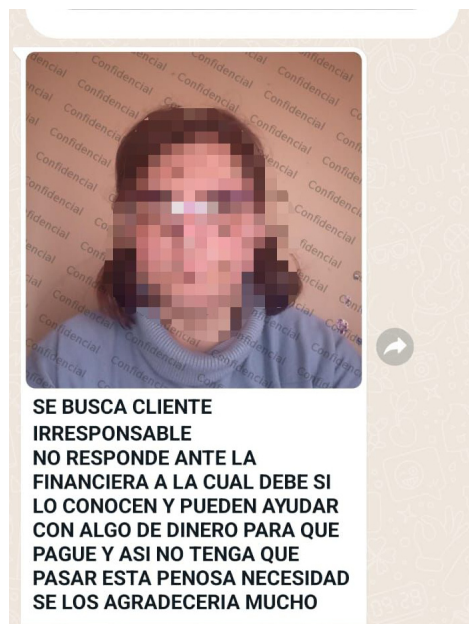 Confidencial
SE BUSCA CLIENTE
IRRESPONSABLE
NO RESPONDE ANTE LA
FINANCIERA A LA CUAL DEBE SI
LO CONOCEN Y PUEDEN AYUDAR
CON ALGO DE DINERO PARA QUE
PAGUE Y ASI NO TENGA QUE
PASAR ESTA PENOSA NECESIDAD
SE LOS AGRADECERIA MUCHO